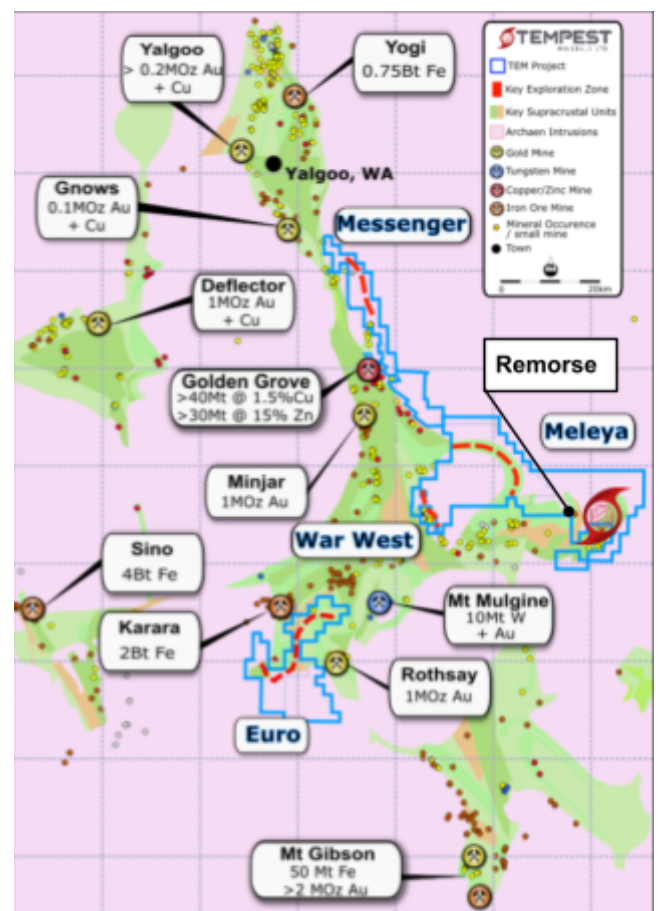 Yalgoo
> 0.2MOz Au
+ Cu
Yogi
0.75Bt Fe
TEMPEST
TEM Project
Key Exploration Zone
Key Supracrustal Units
Archaen Intrusions
Gold Mine
Tungsten Mine
Copper/Zinc Mine
Iron Ore Mine
Mineral Occurence
/ small mine
Town
0 20km
Yalgoo, WA
Gnows
0.1MOz Au
+ Cu
Messenger
Deflector
1MOz Au
+ Cu
Remorse
Golden Grove
>40Mt @ 1.5%Cu
>30Mt @ 15% Zn
Meleya
Minjar
1MOz Au
War West
Sino
4Bt Fe
Karara
2Bt Fe
Mt Mulgine
10Mt W
+ Au
Rothsay
1MOz Au
Euro
Mt Gibson
50 Mt Fe
>2 MOz Au